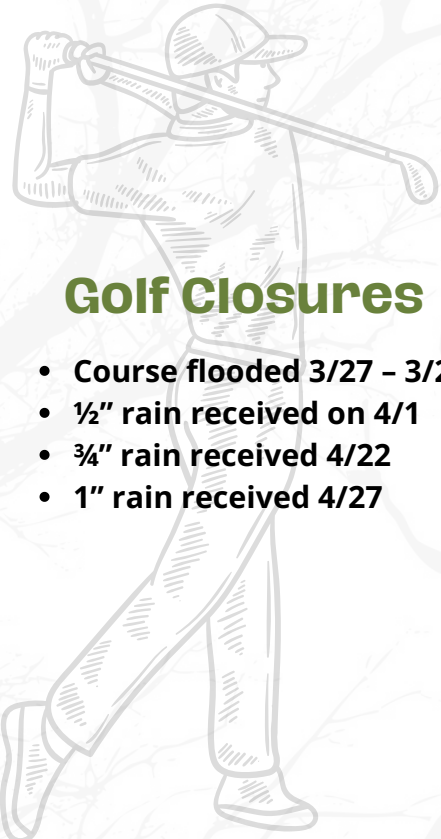 Golf Closures
• Course flooded 3/27 –
• ½” rain received on 4/1
• ¾” rain received 4/22
• 1” rain received 4/27